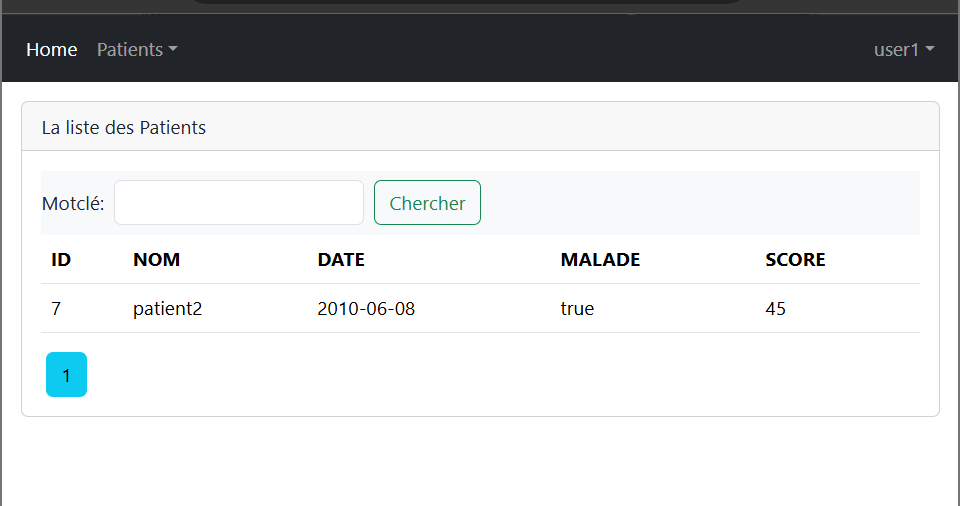 Home Patients user1
La liste des Patients
Motclé: Chercher
ID NOM DATE MALADE SCORE
7 patient2 2010-06-08 true 45
1